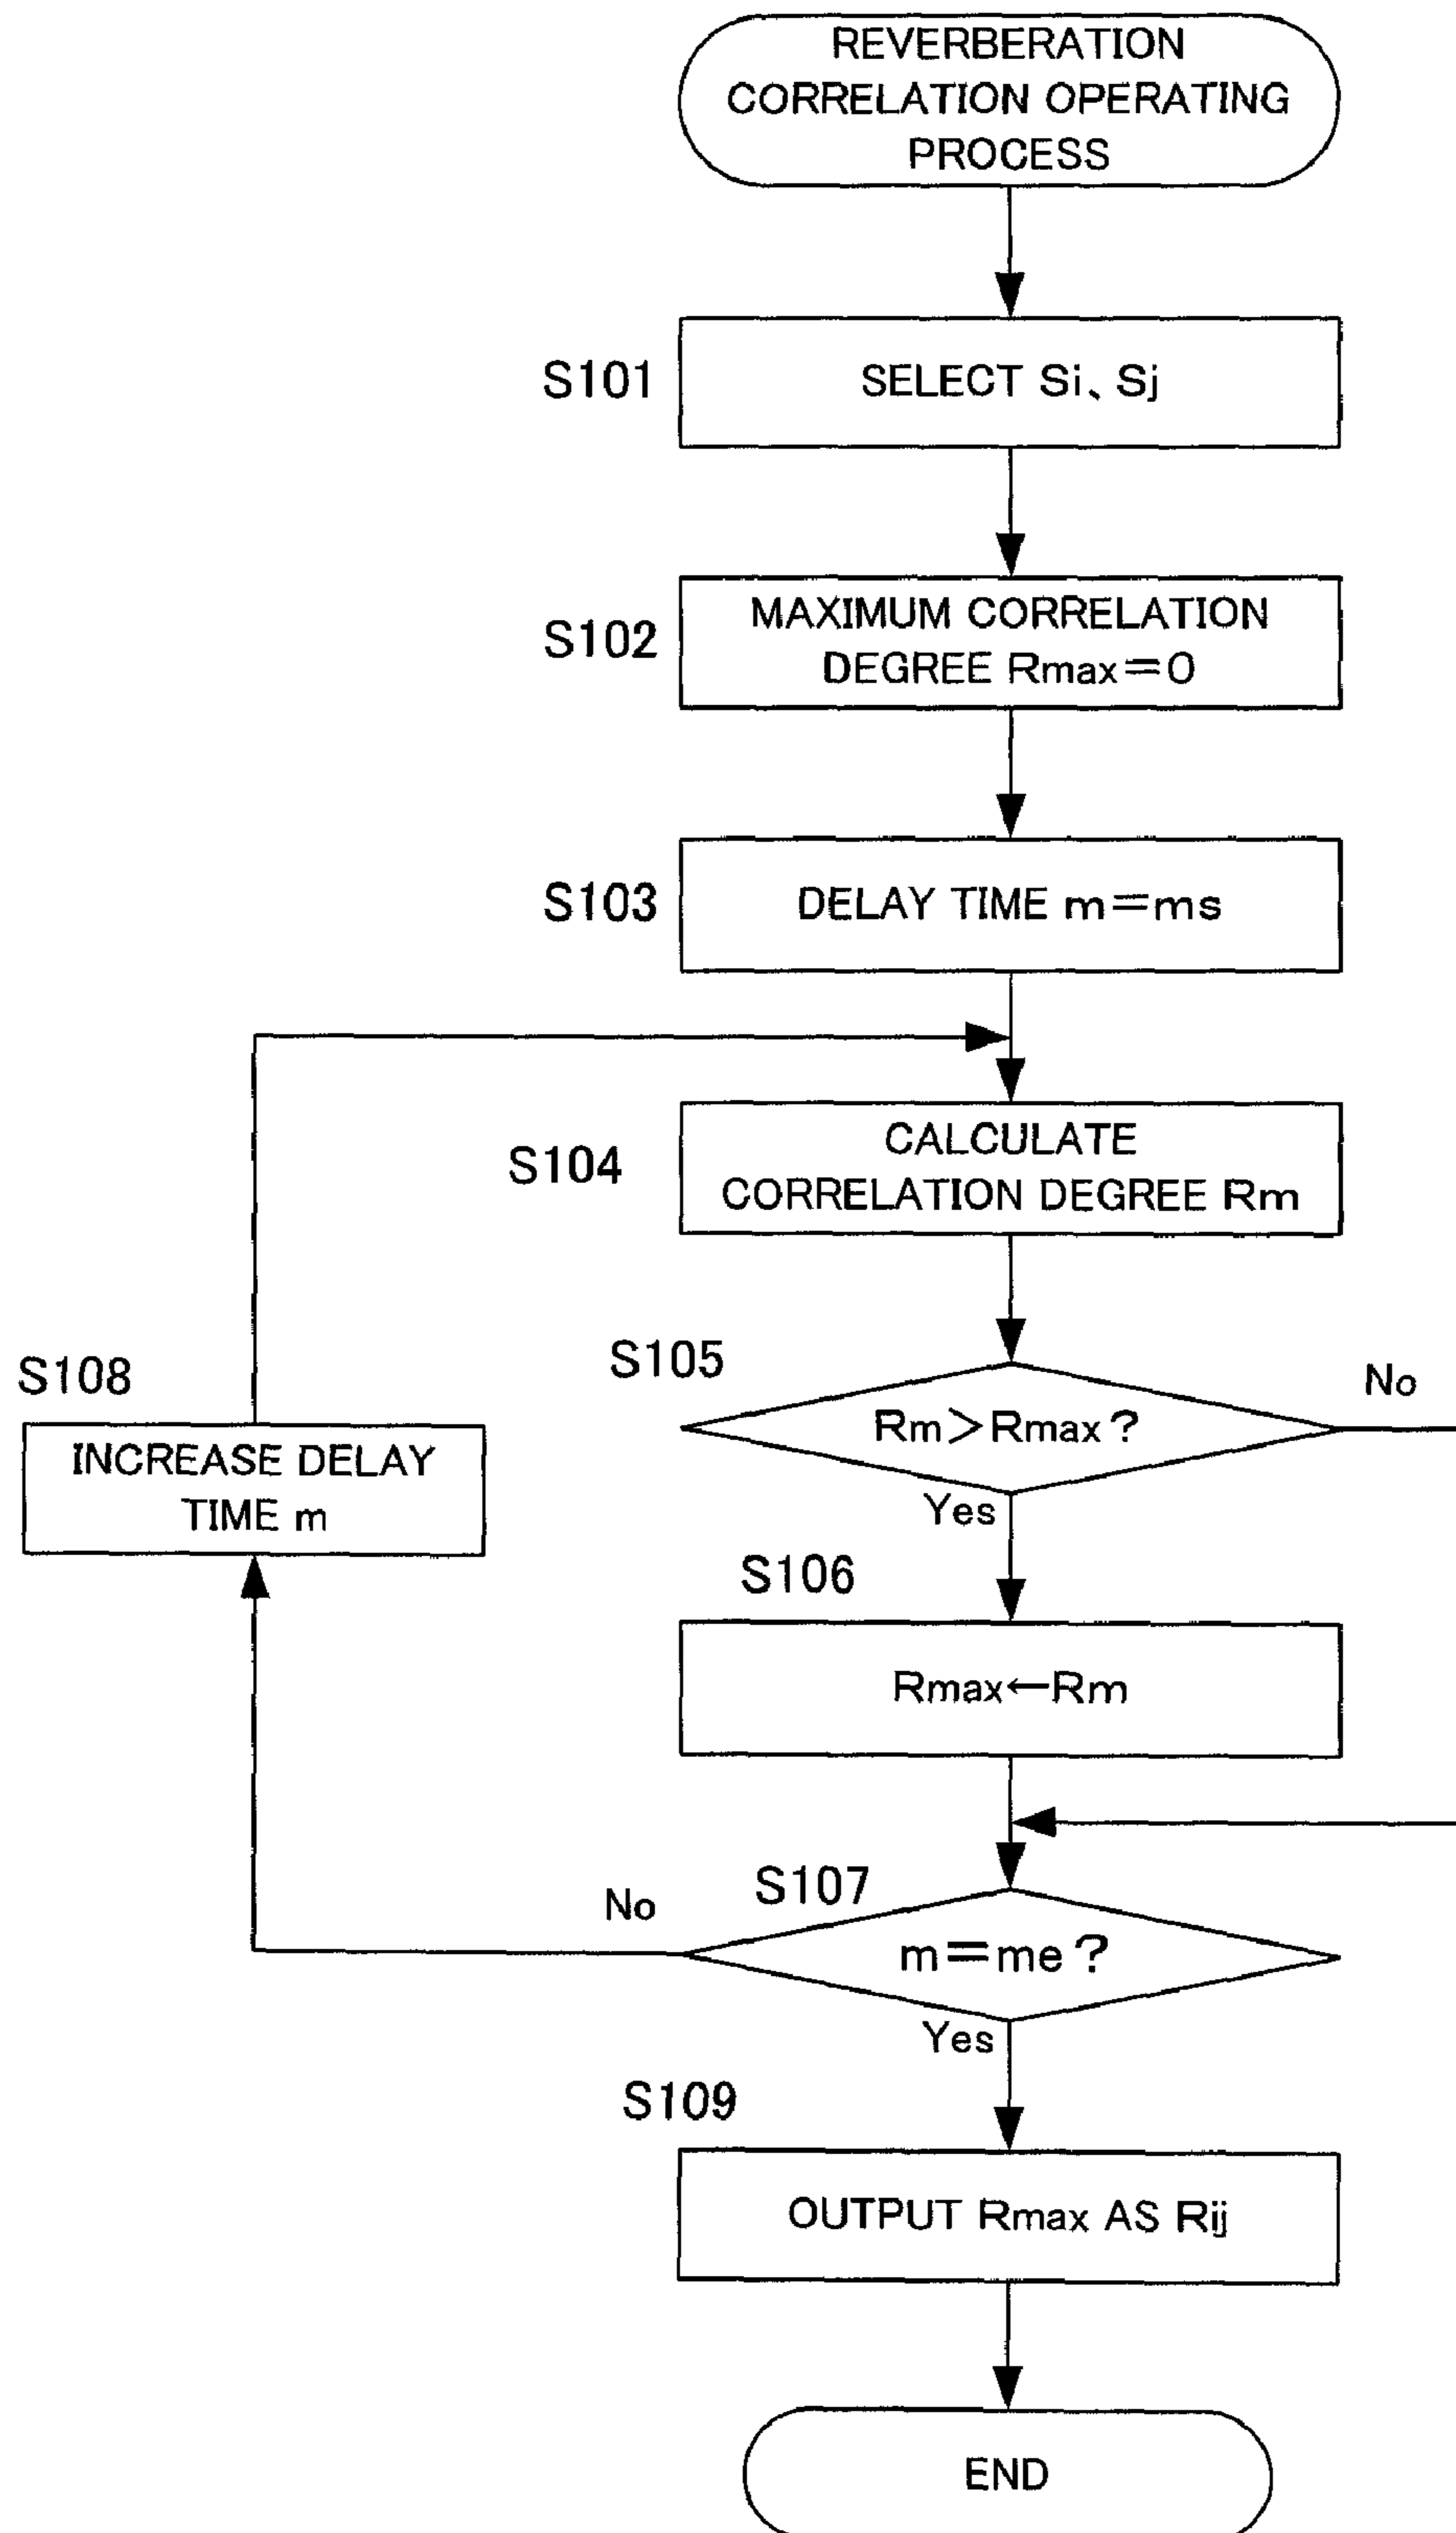 REVERBERATION
CORRELATION OPERATING
PROCESS
S101
SELECT Si、Sj
S102
MAXIMUM CORRELATION
DEGREE Rmax=0
S103
DELAY TIME m=ms
S104
CALCULATE
CORRELATION DEGREE Rm
S105
Rm>Rmax?
No
Yes
S108
INCREASE DELAY
TIME m
S106
Rmax←Rm
S107
No
m=me?
Yes
S109
OUTPUT Rmax AS Rij
END